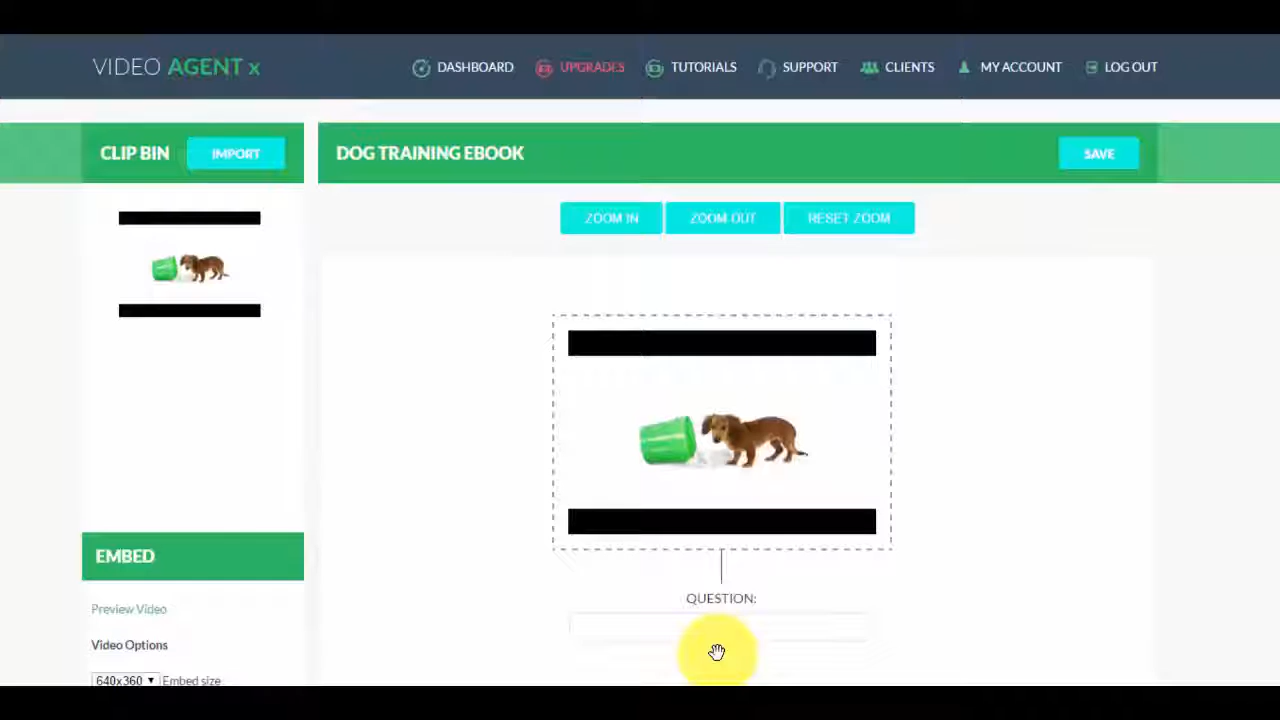 VIDEO AGENT x
DASHBOARD
UPGRADES
TUTORIALS
SUPPORT
CLIENTS
MY ACCOUNT
LOG OUT
CLIP BIN
IMPORT
DOG TRAINING EBOOK
SAVE
ZOOM IN
ZOOM OUT
RESET ZOOM
QUESTION:
EMBED
Preview Video
Video Options
640x360 Embed size